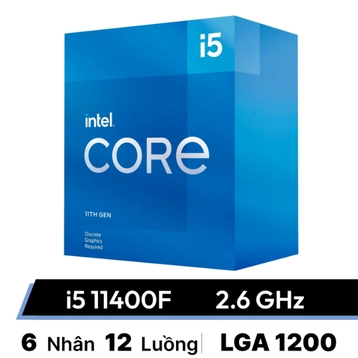 i5
intel
CORE
11TH GEN
Discrete
Graphics
Required
i5 11400F 2.6 GHz
6 Nhân 12 Luồng LGA 1200